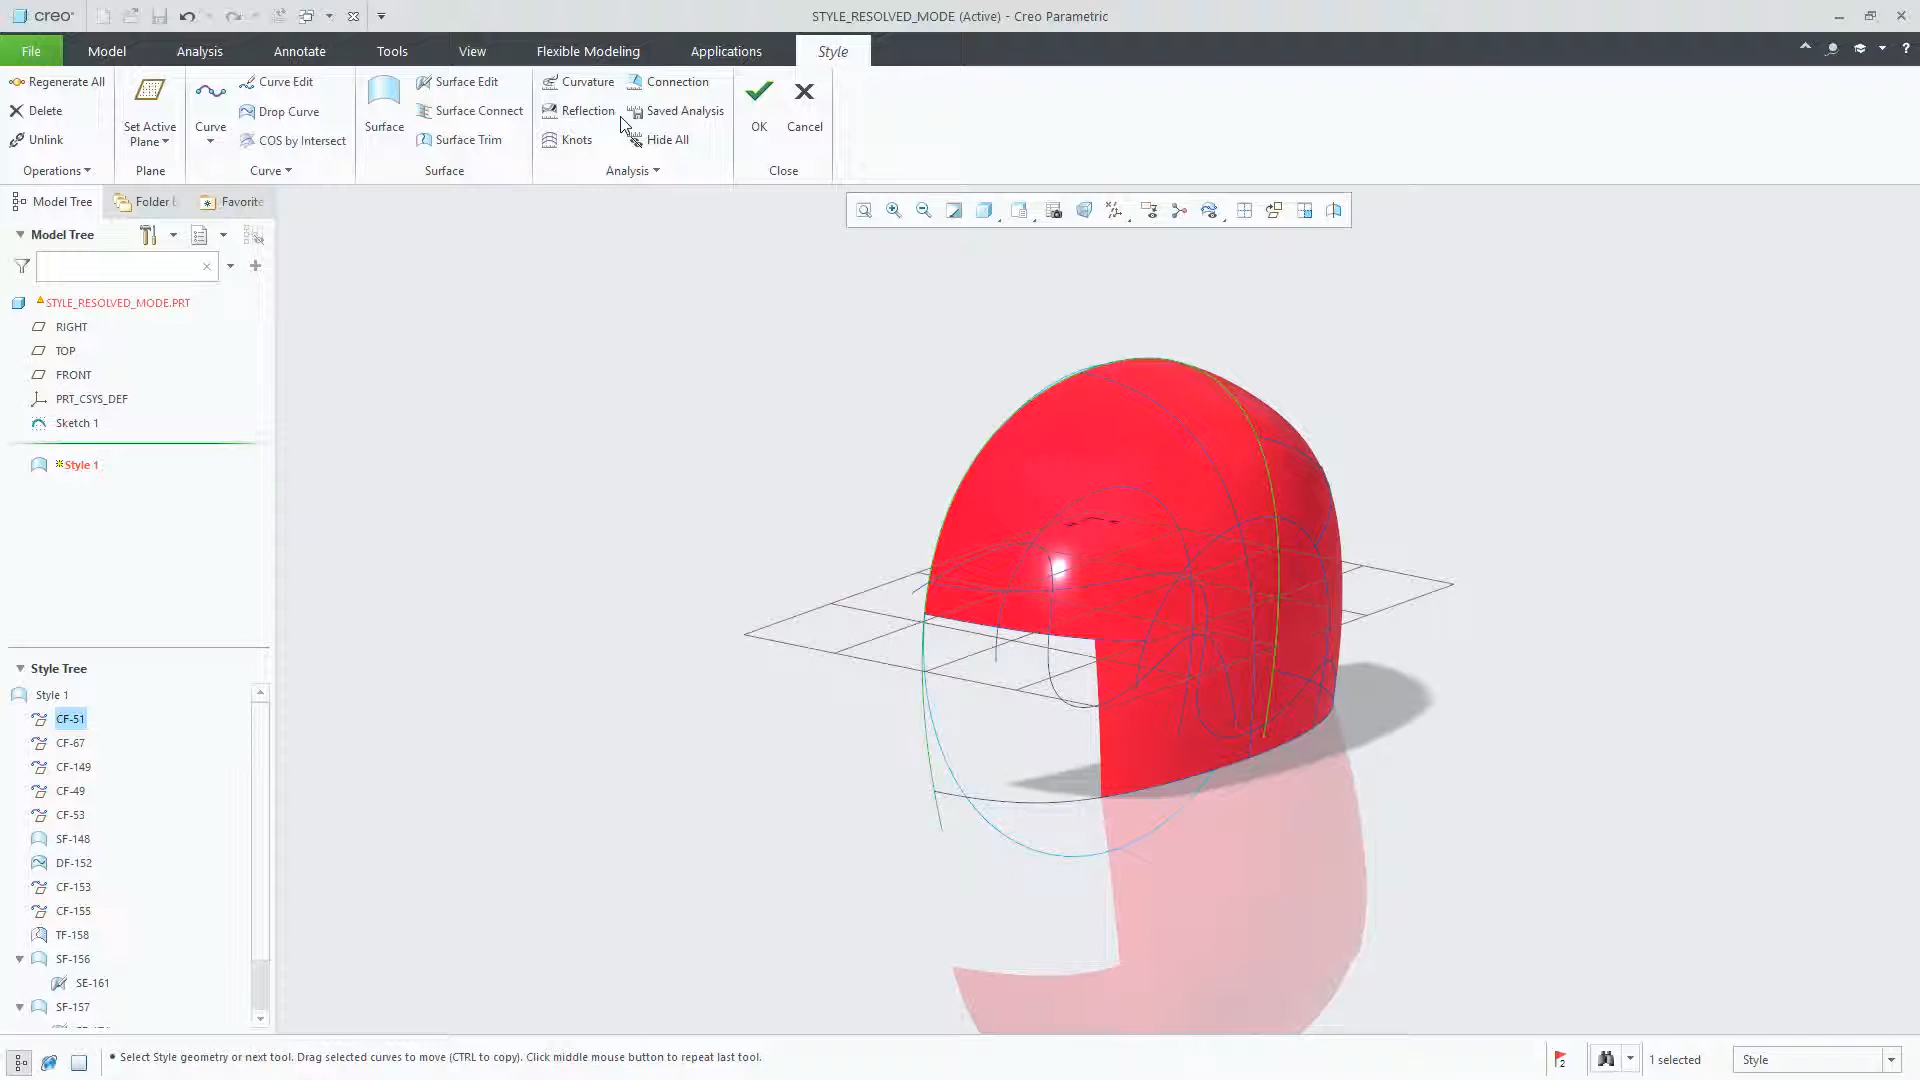 creo
STYLE_RESOLVED_MODE (Active) - Creo Parametric
File Model Analysis Annotate Tools View Flexible Modeling Applications Style
Regenerate All
Delete
Unlink
Operations
Set Active
Plane
Plane
Curve
Curve Edit
Drop Curve
COS by Intersect
Curve
Surface
Surface Edit
Surface Connect
Surface Trim
Surface
Curvature
Reflection
Knots
Connection
Saved Analysis
Hide All
Analysis
OK
Cancel
Close
Model Tree
Folder
Favorite
Model Tree
STYLE_RESOLVED_MODE.PRT
RIGHT
TOP
FRONT
PRT_CSYS_DEF
Sketch 1
Style 1
Style Tree
Style 1
CF-51
CF-67
CF-149
CF-49
CF-53
SF-148
DF-152
CF-153
CF-155
TF-158
SF-156
SE-161
SF-157
Select Style geometry or next tool. Drag selected curves to move (CTRL to copy). Click middle mouse button to repeat last tool.
2
1 selected
Style